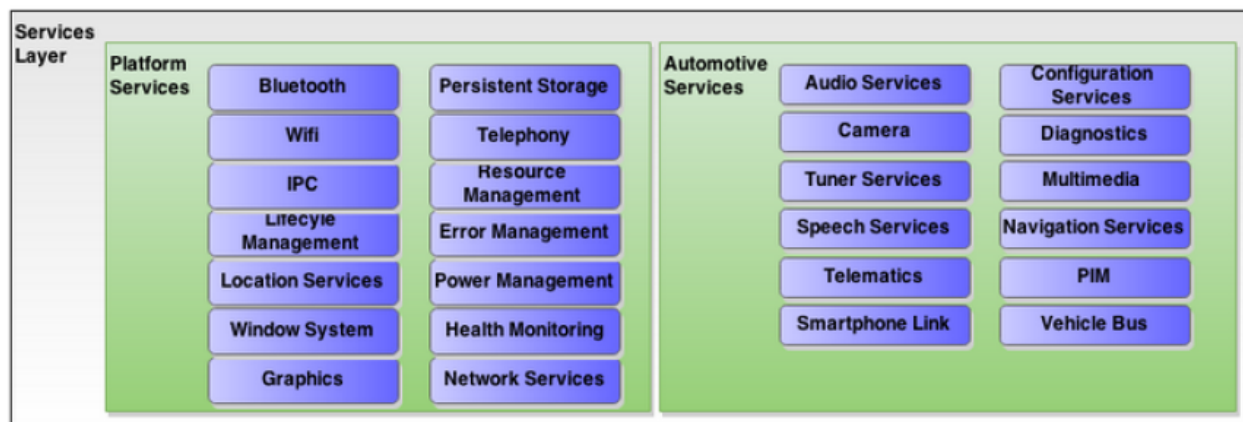 Services
Layer
Platform
Services
Bluetooth
Persistent Storage
Wifi
Telephony
IPC
Resource
Management
Lifecyle
Management
Error Management
Location Services
Power Management
Window System
Health Monitoring
Graphics
Network Services
Automotive
Services
Audio Services
Configuration
Services
Camera
Diagnostics
Tuner Services
Multimedia
Speech Services
Navigation Services
Telematics
PIM
Smartphone Link
Vehicle Bus